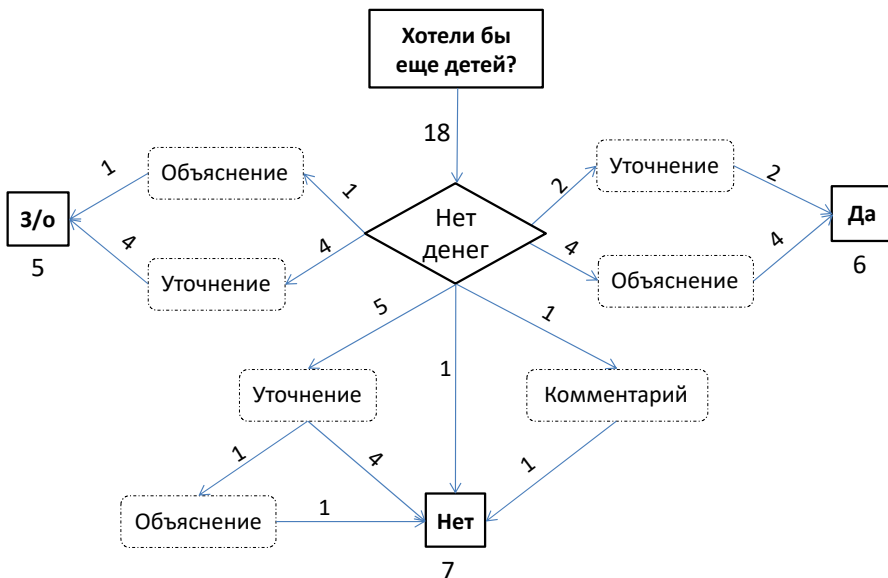 Хотели бы
еще детей?
18
1
Объяснение
1
2
Уточнение
2
З/о
5
Нет
денег
Да
6
4
Уточнение
4
4
Объяснение
4
5
1
1
Уточнение
Комментарий
1
4
1
Объяснение
1
Нет
7